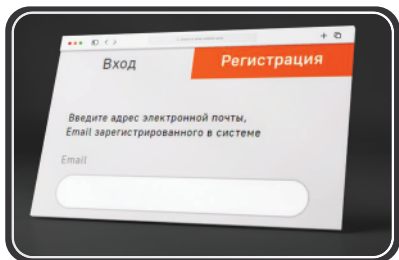 Вход
Регистрация
Введите адрес электронной почты,
Email зарегистрированного в системе
Email